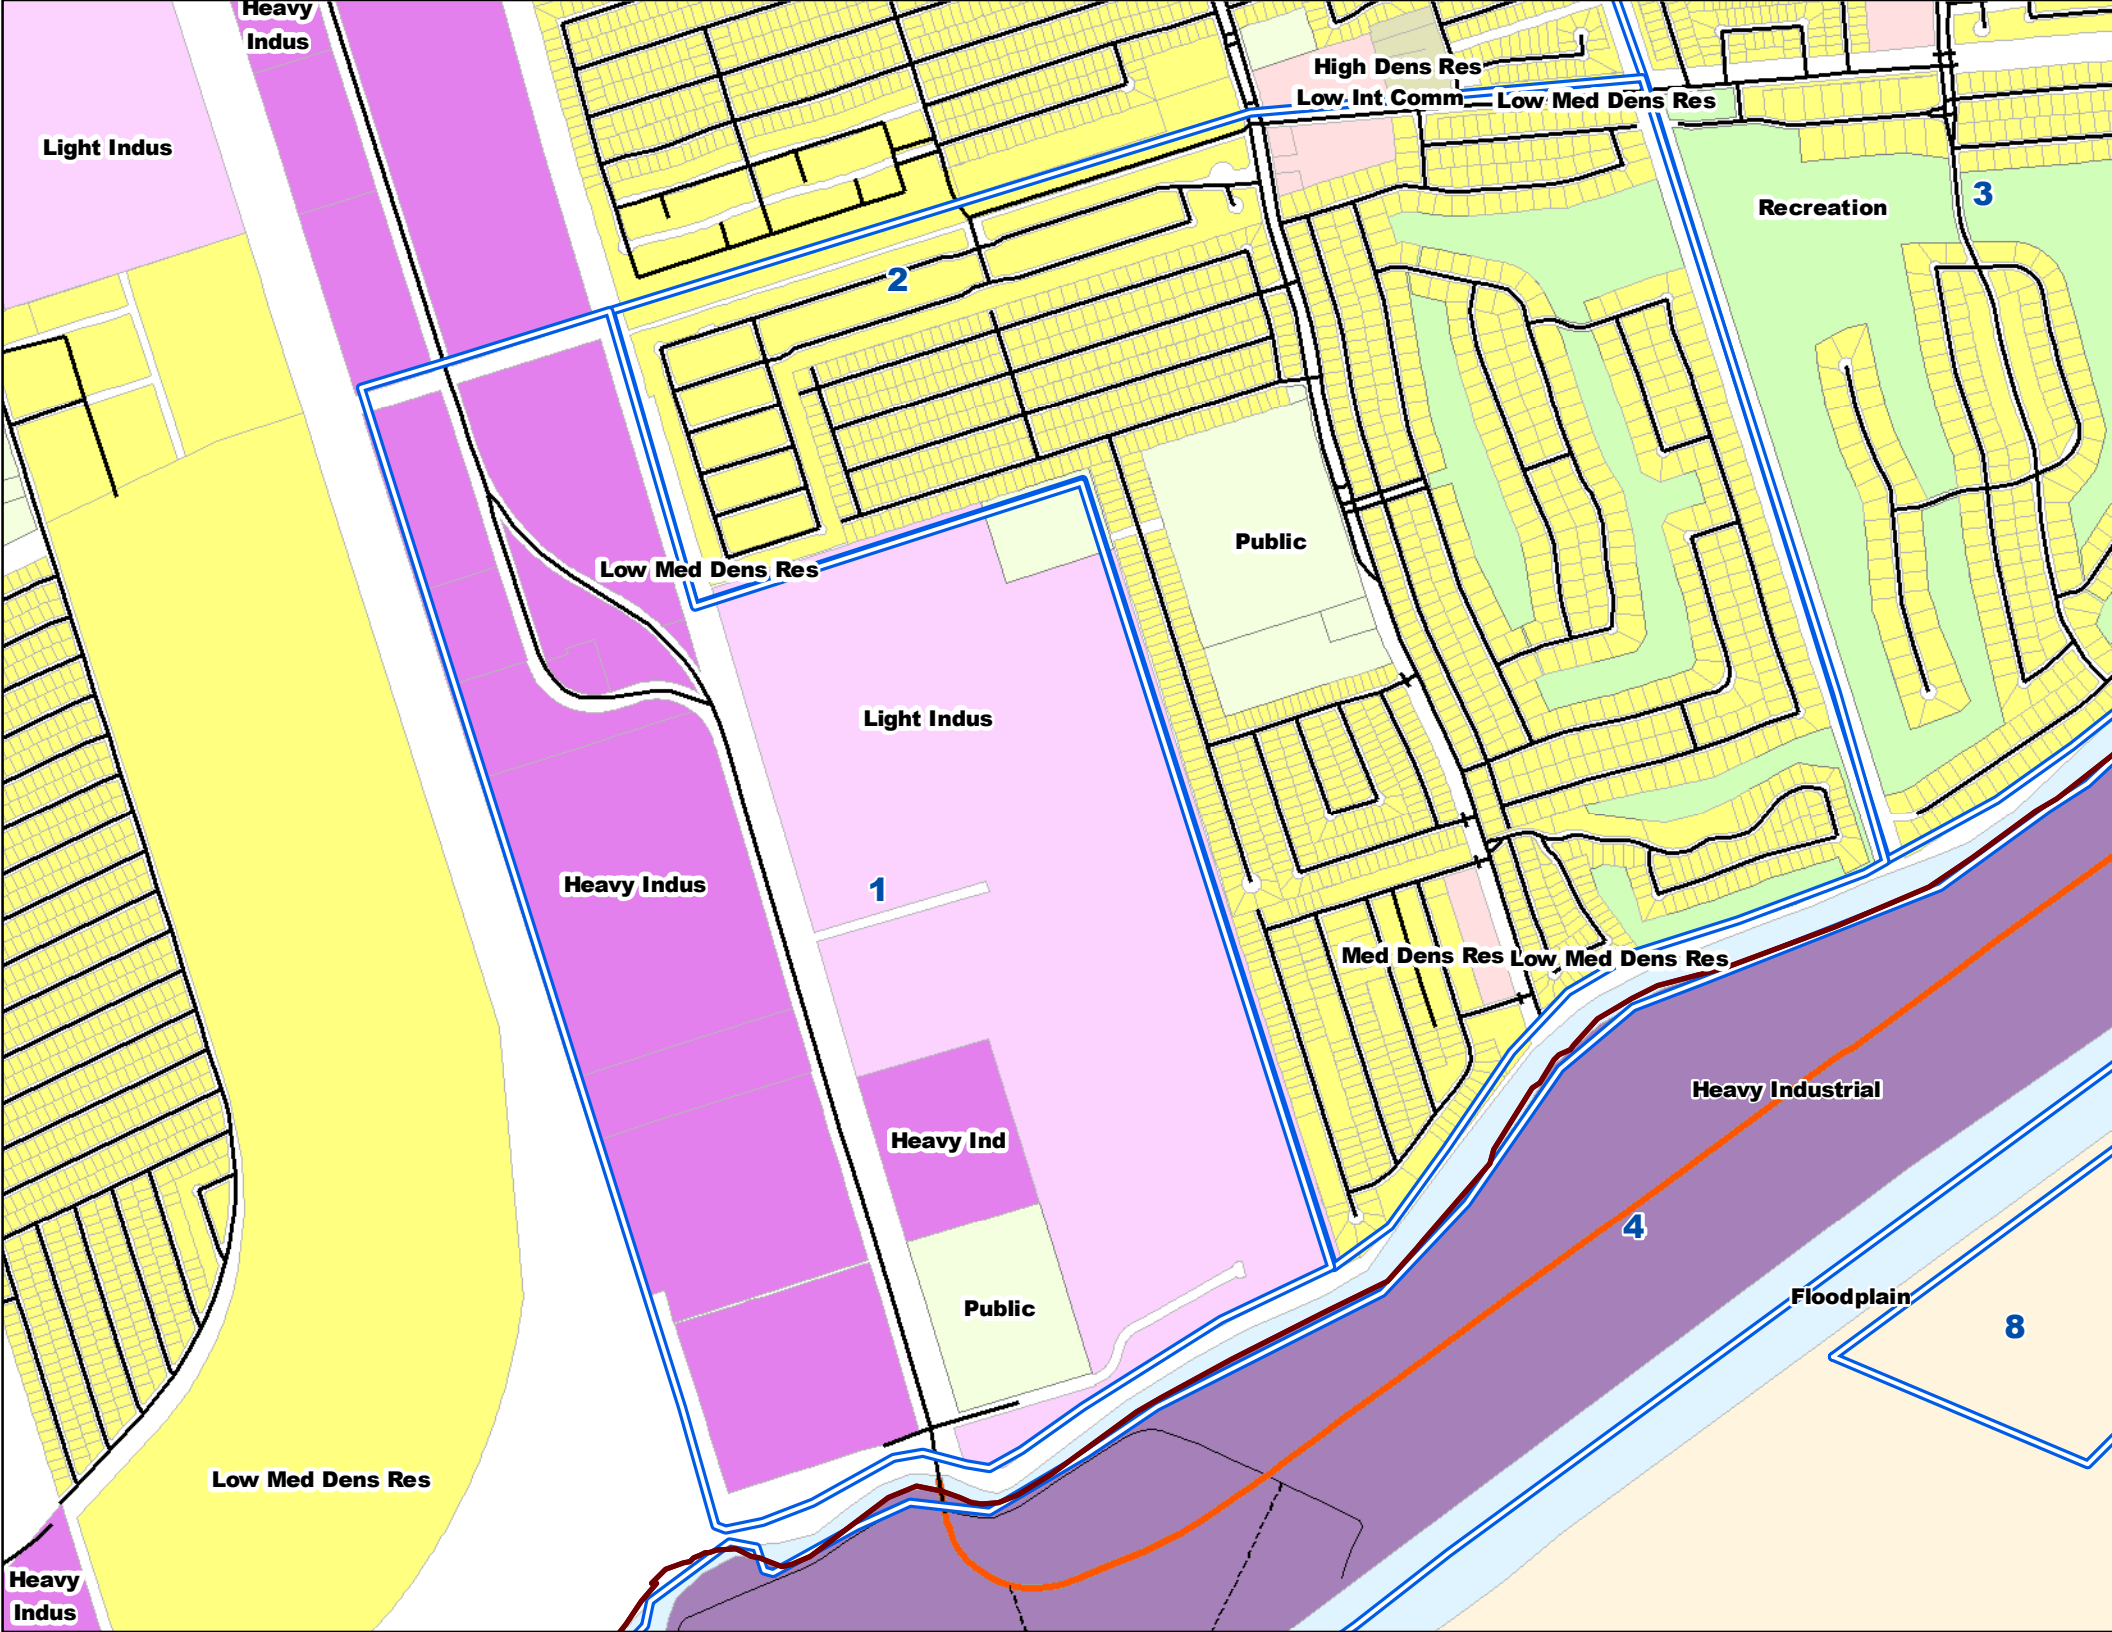 Heavy
Indus
High Dens Res
Low Int Comm
Low Med Dens Res
Light Indus
3
Recreation
2
Public
Low Med Dens Res
Light Indus
Heavy Indus
1
Med Dens Res
Low Med Dens Res
Heavy Industrial
Heavy Ind
4
Floodplain
Public
8
Low Med Dens Res
Heavy
Indus